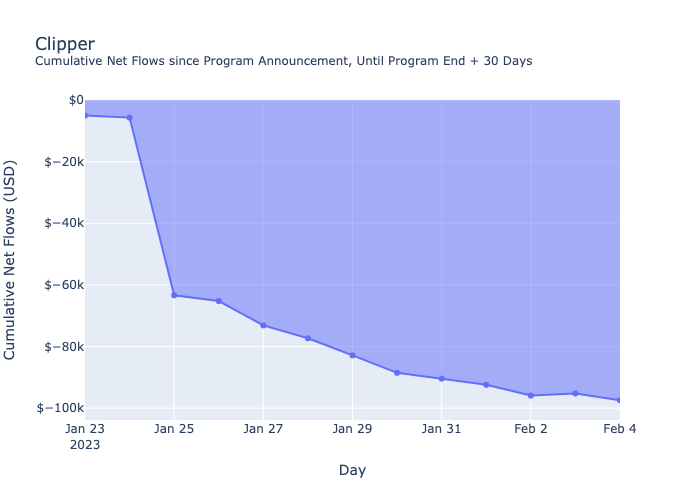 Clipper
Cumulative Net Flows since Program Announcement, Until Program End + 30 Days
Cumulative Net Flows (USD)
$0
$−20k
$−40k
$−60k
$−80k
$−100k
Jan 23 Jan 25 Jan 27 Jan 29 Jan 31 Feb 2 Feb 4
2023
Day